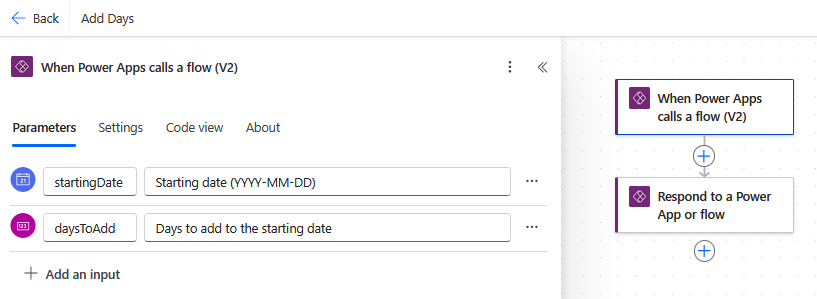 Back
Add Days
When Power Apps calls a flow (V2)
Parameters
Settings
Code view
About
21
startingDate
Starting date (YYYY-MM-DD)
123
daysToAdd
Days to add to the starting date
Add an input
When Power Apps
calls a flow (V2)
Respond to a Power
App or flow